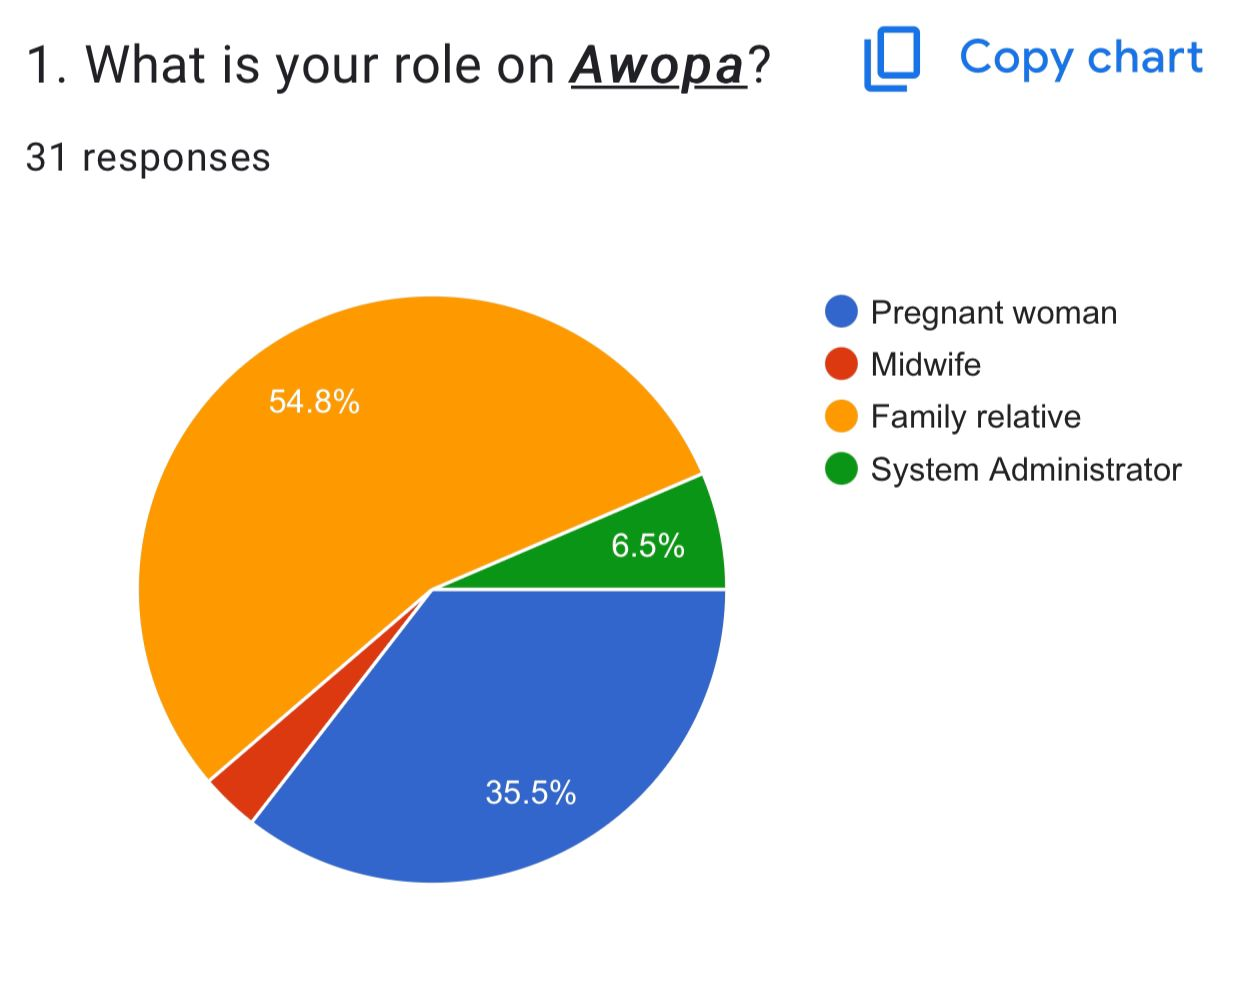 1. What is your role on Awopa?
Copy chart
31 responses
54.8%
6.5%
35.5%
Pregnant woman
Midwife
Family relative
System Administrator